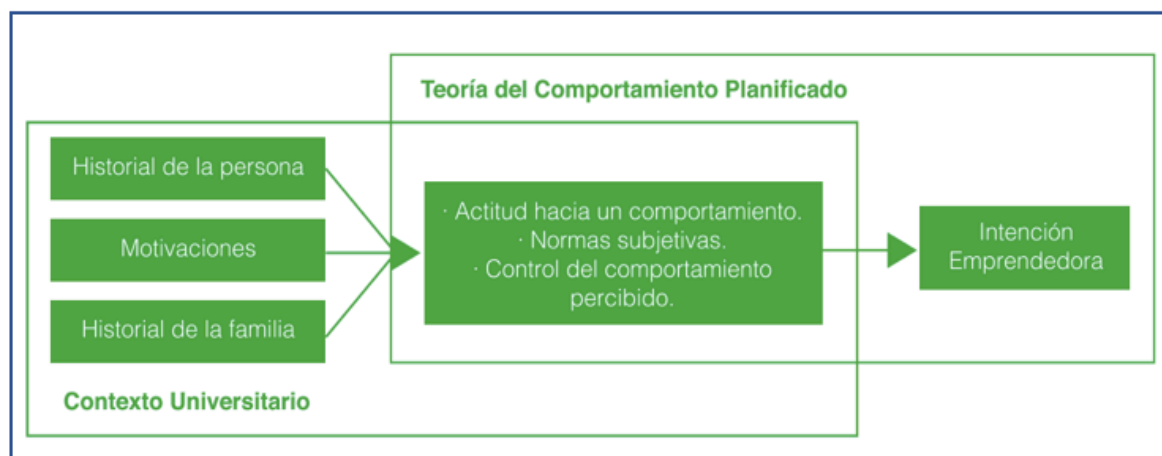 Teoría del Comportamiento Planificado
Historial de la persona
Motivaciones
Historial de la familia
· Actitud hacia un comportamiento.
· Normas subjetivas.
· Control del comportamiento
percibido.
Intención
Emprendedora
Contexto Universitario